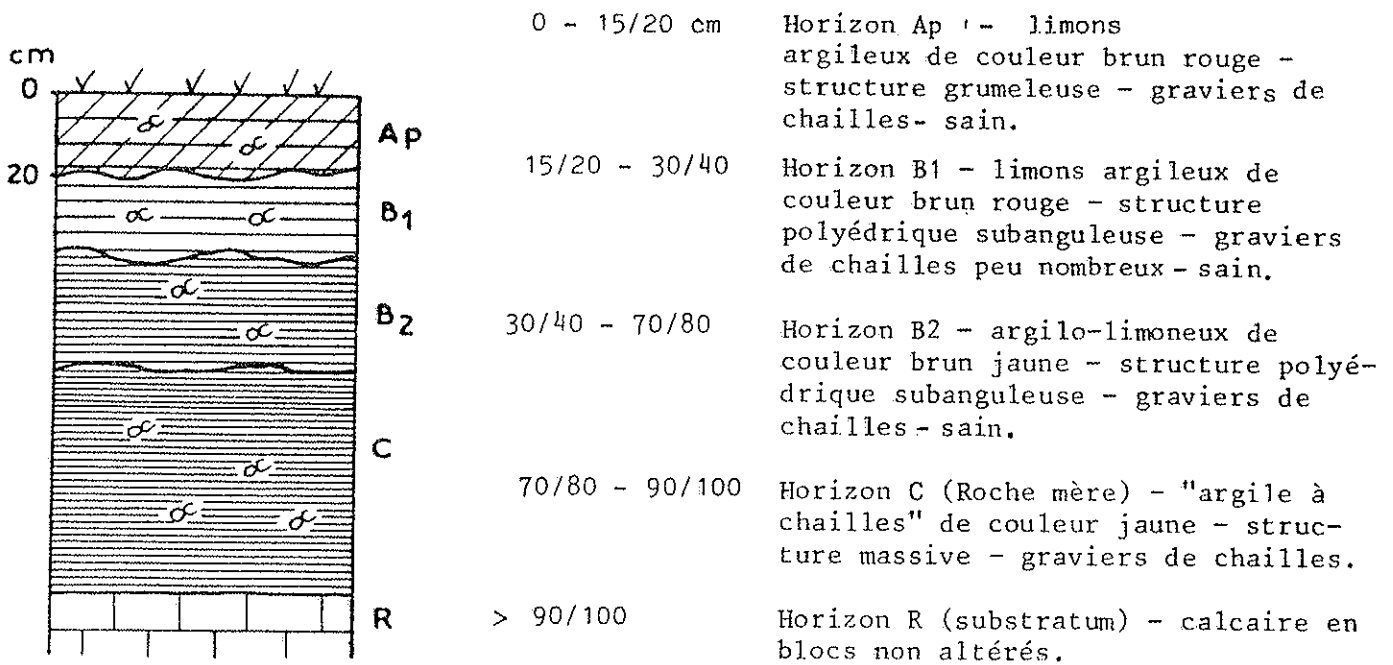 cm
0
20
Ap
B1
B2
C
R
0 - 15/20 cm
Horizon Ap - limons
argileux de couleur brun rouge -
structure grumeleuse - graviers de
chailles- sain.
15/20 - 30/40
Horizon B1 - limons argileux de
couleur brun rouge - structure
polyédrique subanguleuse - graviers
de chailles peu nombreux - sain.
30/40 - 70/80
Horizon B2 - argilo-limoneux de
couleur brun jaune - structure polyé-
drique subanguleuse - graviers de
chailles - sain.
70/80 - 90/100
Horizon C (Roche mère) - "argile à
chailles" de couleur jaune - struc-
ture massive - graviers de chailles.
> 90/100
Horizon R (substratum) - calcaire en
blocs non altérés.